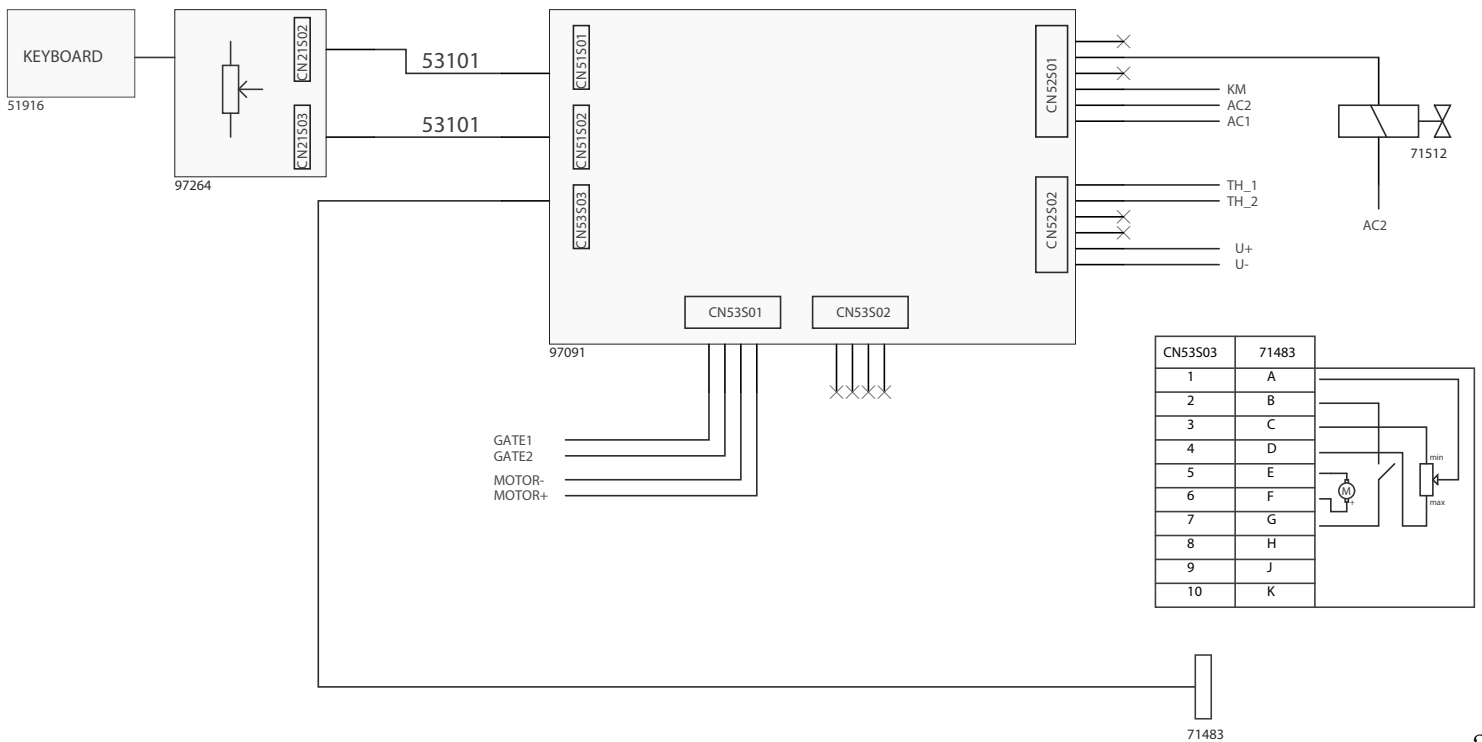 KEYBOARD
51916
CN21S02
CN21S03
97264
53101
53101
CN51S01
CN51S02
CN53S03
CN52S01
CN52S02
CN53S01
CN53S02
97091
KM
AC2
AC1
71512
AC2
TH_1
TH_2
U+
U-
GATE1
GATE2
MOTOR-
MOTOR+
CN53S03 71483
1 A
2 B
3 C
4 D
5 E
6 F
7 G
8 H
9 J
10 K
M
+
min
max
71483